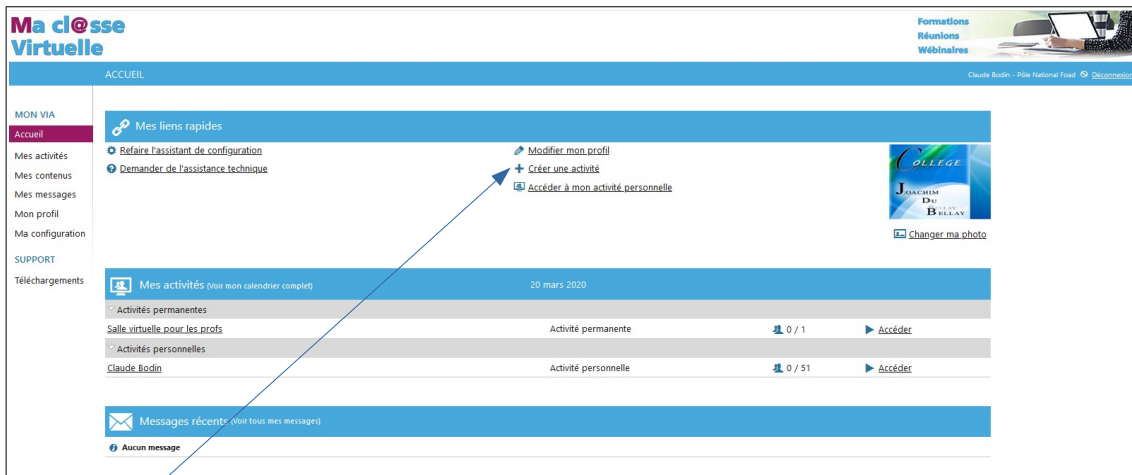 Ma cl@sse
Virtuelle
Formations
Réunions
Wébinaires
ACCUEIL
Claude Bodin - Pôle National Foad Déconnexion
MON VIA
Accueil
Mes activités
Mes contenus
Mes messages
Mon profil
Ma configuration
SUPPORT
Téléchargements
Mes liens rapides
Refaire l'assistant de configuration
Demander de l'assistance technique
Modifier mon profil
Créer une activité
Accéder à mon activité personnelle
COLLEGE
JOACHIM
DU
BELLAY
Changer ma photo
Mes activités (Voir mon calendrier complet) 20 mars 2020
Activités permanentes
Salle virtuelle pour les profs Activité permanente 0 / 1 Accéder
Activités personnelles
Claude Bodin Activité personnelle 0 / 51 Accéder
Messages récents (Voir tous mes messages)
Aucun message